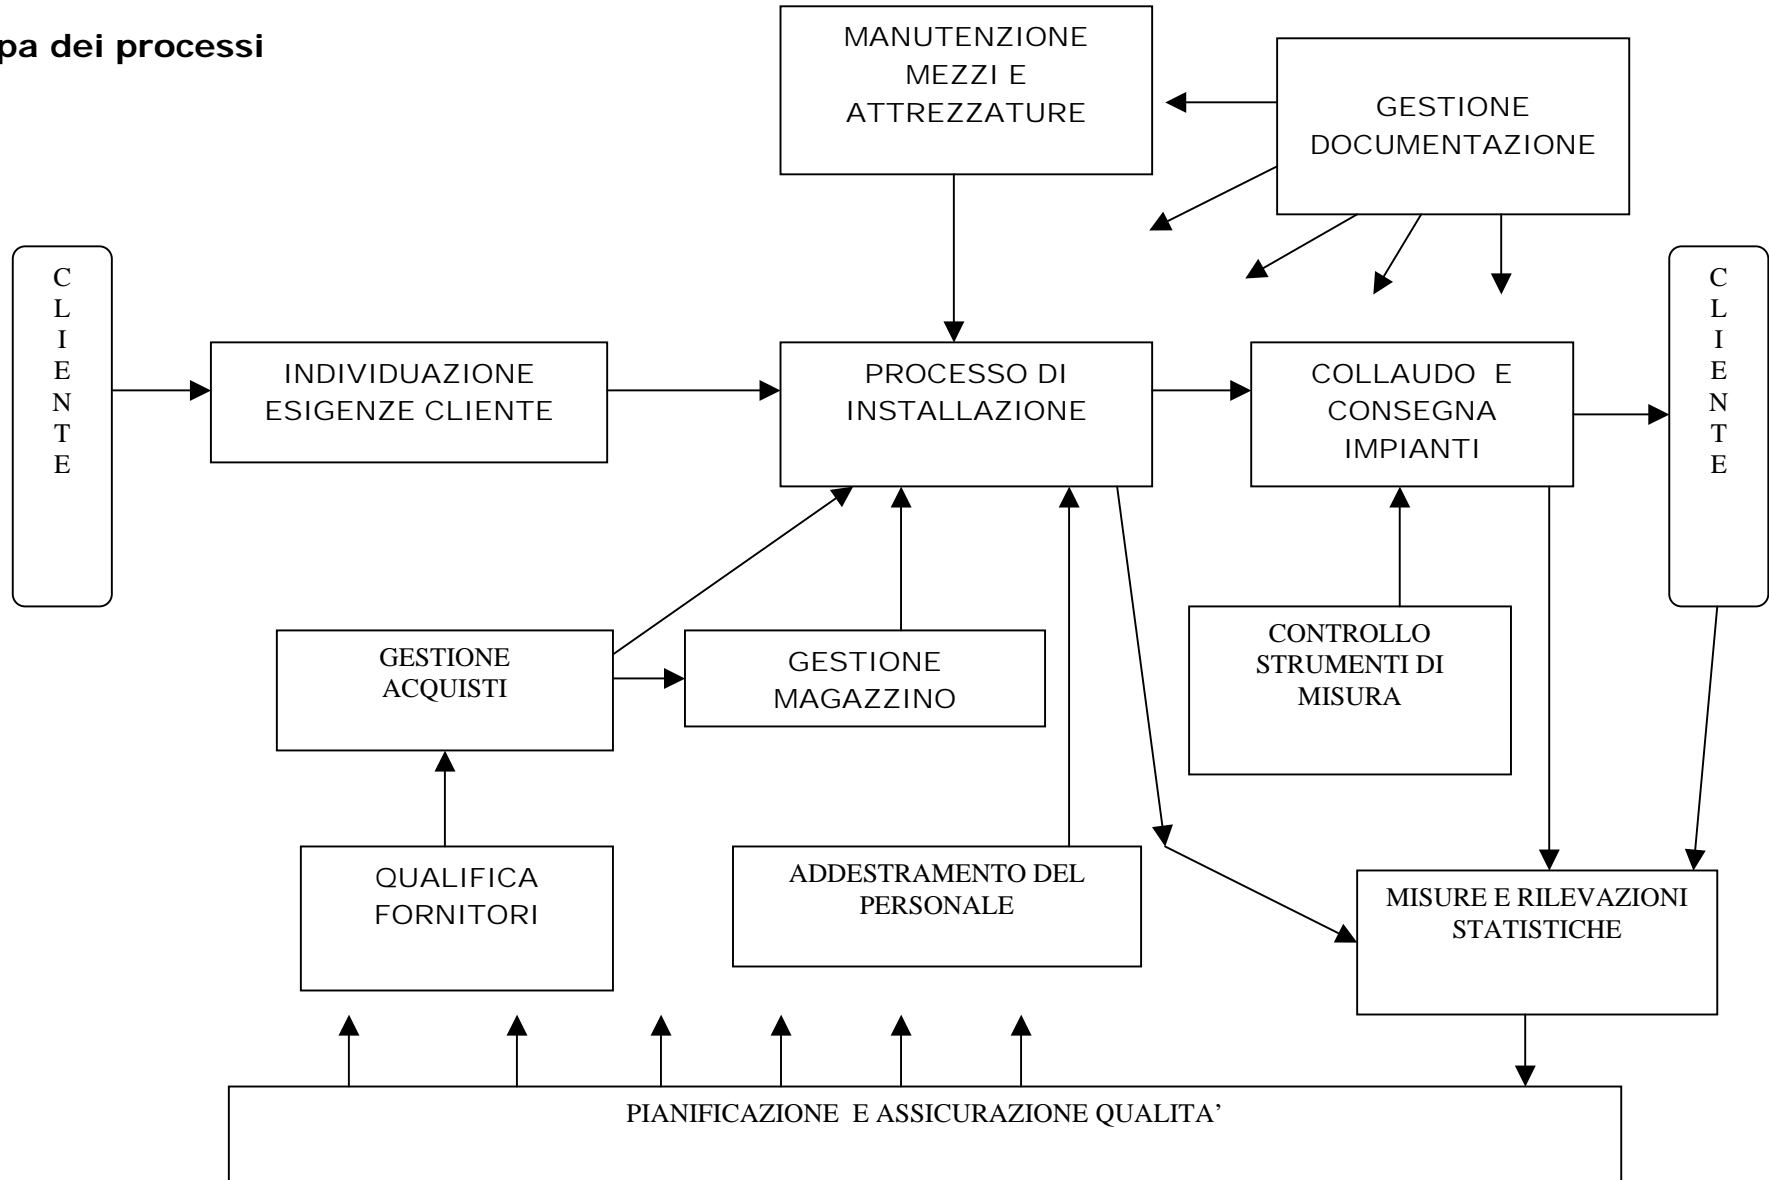 pa dei processi
MANUTENZIONE
MEZZI E
ATTREZZATURE
GESTIONE
DOCUMENTAZIONE
C
L
I
E
N
T
E
INDIVIDUAZIONE
ESIGENZE CLIENTE
PROCESSO DI
INSTALLAZIONE
COLLAUDO  E
CONSEGNA
IMPIANTI
C
L
I
E
N
T
E
GESTIONE
ACQUISTI
GESTIONE
MAGAZZINO
CONTROLLO
STRUMENTI DI
MISURA
QUALIFICA
FORNITORI
ADDESTRAMENTO DEL
PERSONALE
MISURE E RILEVAZIONI
STATISTICHE
PIANIFICAZIONE  E ASSICURAZIONE QUALITA’